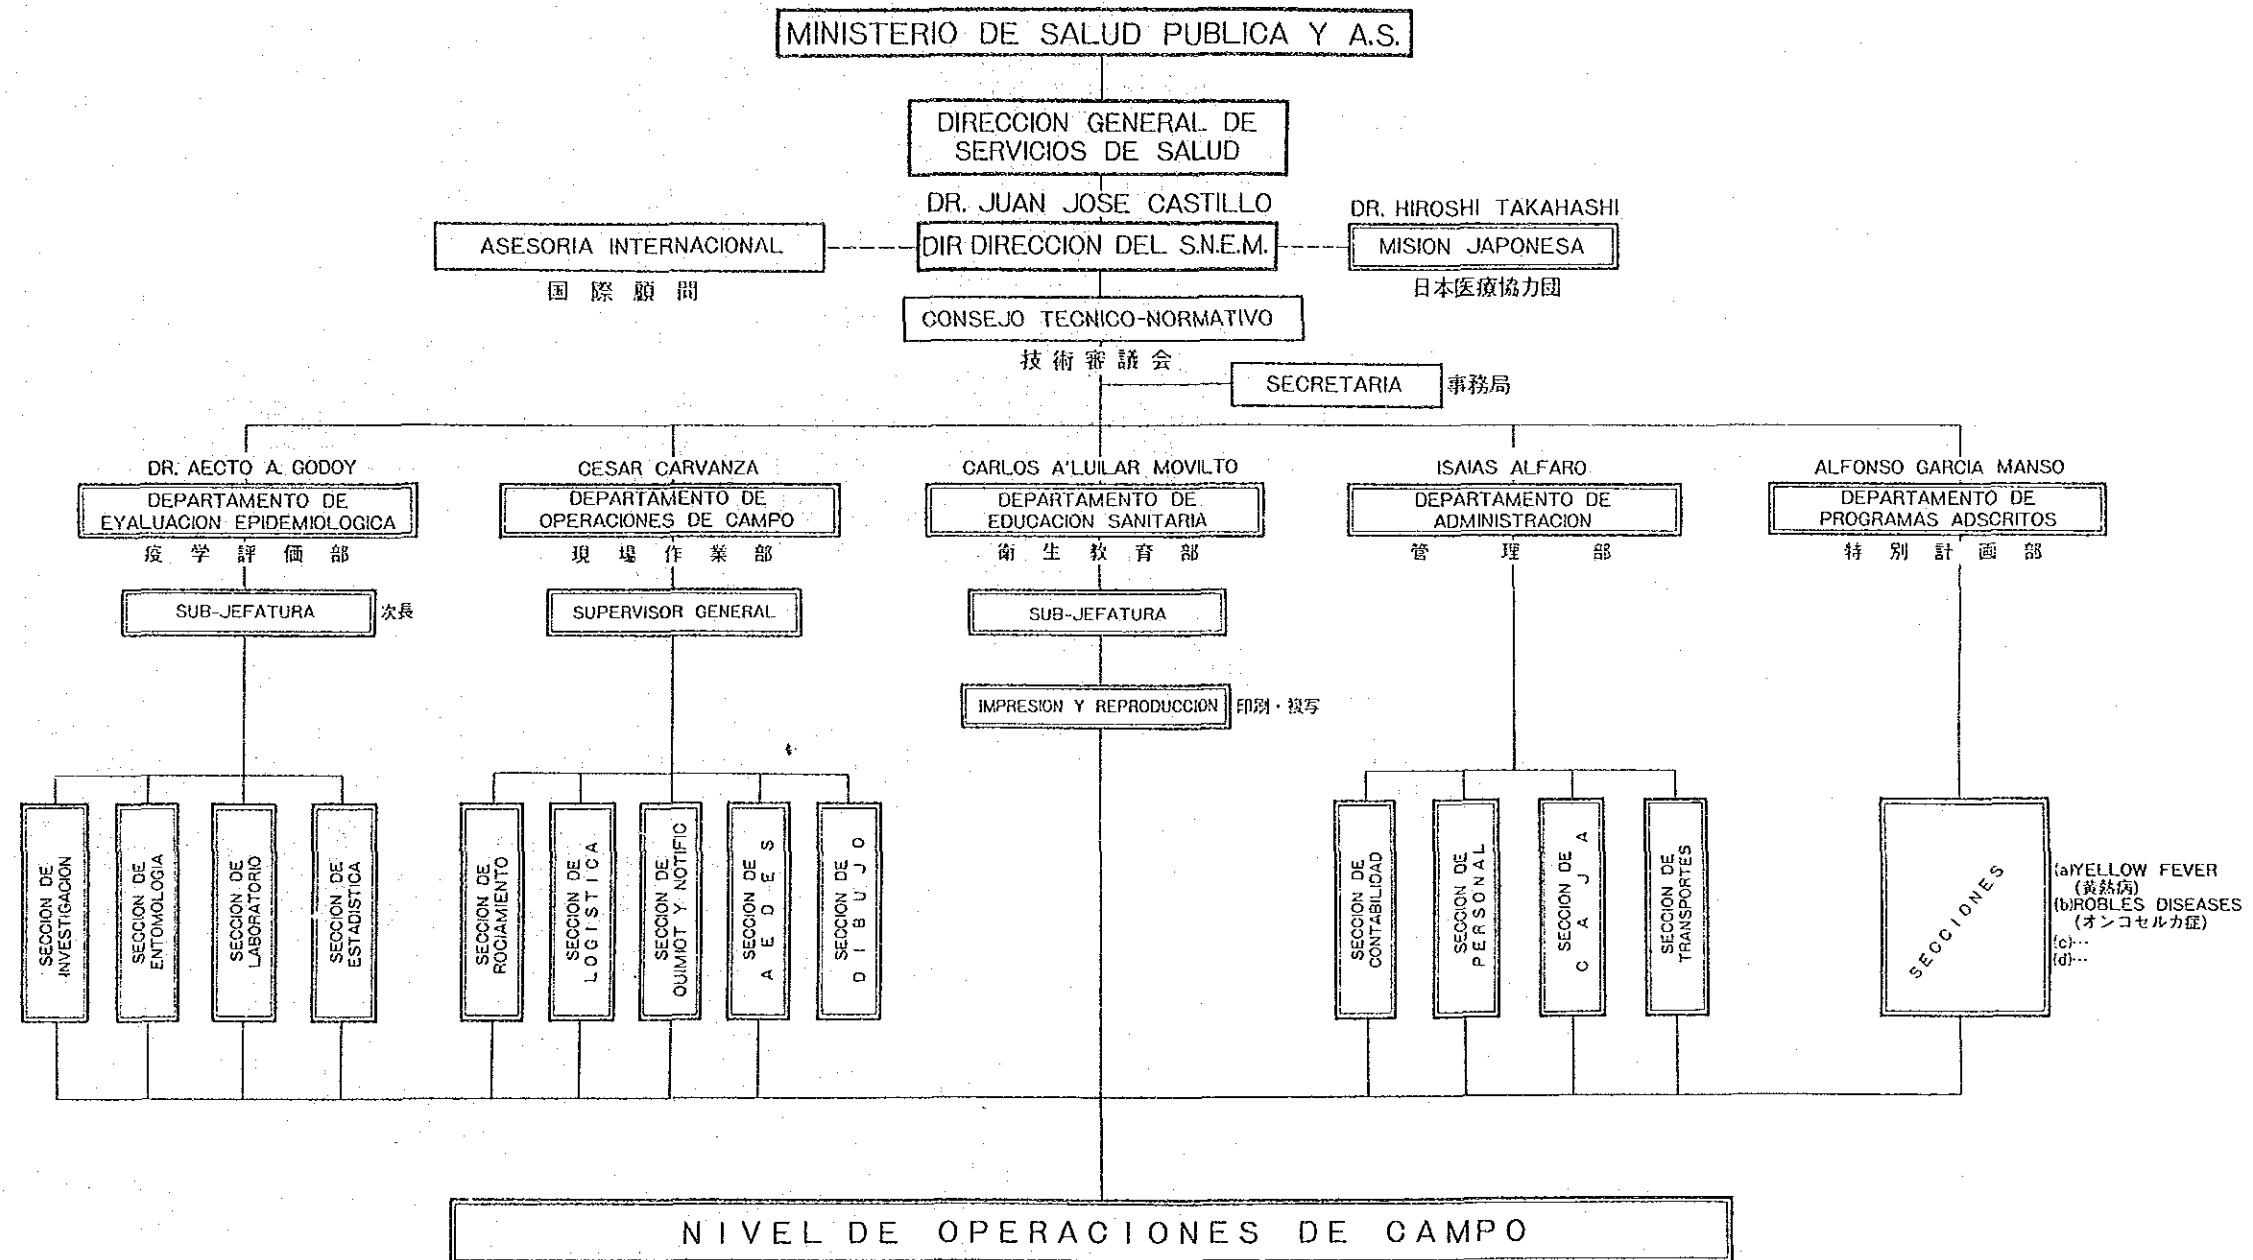 MINISTERIO DE SALUD PUBLICA Y A.S.
DIRECCION GENERAL DE
SERVICIOS DE SALUD
DR. JUAN JOSE CASTILLO
DR. HIROSHI TAKAHASHI
ASESORIA INTERNACIONAL
DIR DIRECCION DEL S.N.E.M.
MISION JAPONESA
国際顧問
日本医療協力団
CONSEJO TECNICO-NORMATIVO
技術審議会
SECRETARIA
事務局
DR. AECTO A. GODOY
DEPARTAMENTO DE
EYALUACION EPIDEMIOLOGICA
疫学評価部
CESAR CARVANZA
DEPARTAMENTO DE
OPERACIONES DE CAMPO
現場作業部
CARLOS A'LUILAR MOVILTO
DEPARTAMENTO DE
EDUCACION SANITARIA
衛生教育部
ISAIAS ALFARO
DEPARTAMENTO DE
ADMINISTRACION
管理部
ALFONSO GARCIA MANSO
DEPARTAMENTO DE
PROGRAMAS ADSCRITOS
特別計画部
SUB-JEFATURA
次長
SUPERVISOR GENERAL
SUB-JEFATURA
IMPRESION Y REPRODUCCION
印刷・複写
SECCION DE
INVESTIGACION
SECCION DE
ENTOMOLOGIA
SECCION DE
LABORATORIO
SECCION DE
ESTADISTICA
SECCION DE
ROCIAMIENTO
SECCION DE
LOGISTICA
SECCION DE
QUIMIOT Y NOTIFIC
SECCION DE
AEDES
SECCION DE
DIBUJO
SECCION DE
CONTABILIDAD
SECCION DE
PERSONAL
SECCION DE
CAJA
SECCION DE
TRANSPORTES
SECCIONES
(a)YELLOW FEVER
(黄熱病)
(b)ROBLES DISEASES
(オンコセルカ症)
(c)…
(d)…
NIVEL DE OPERACIONES DE CAMPO